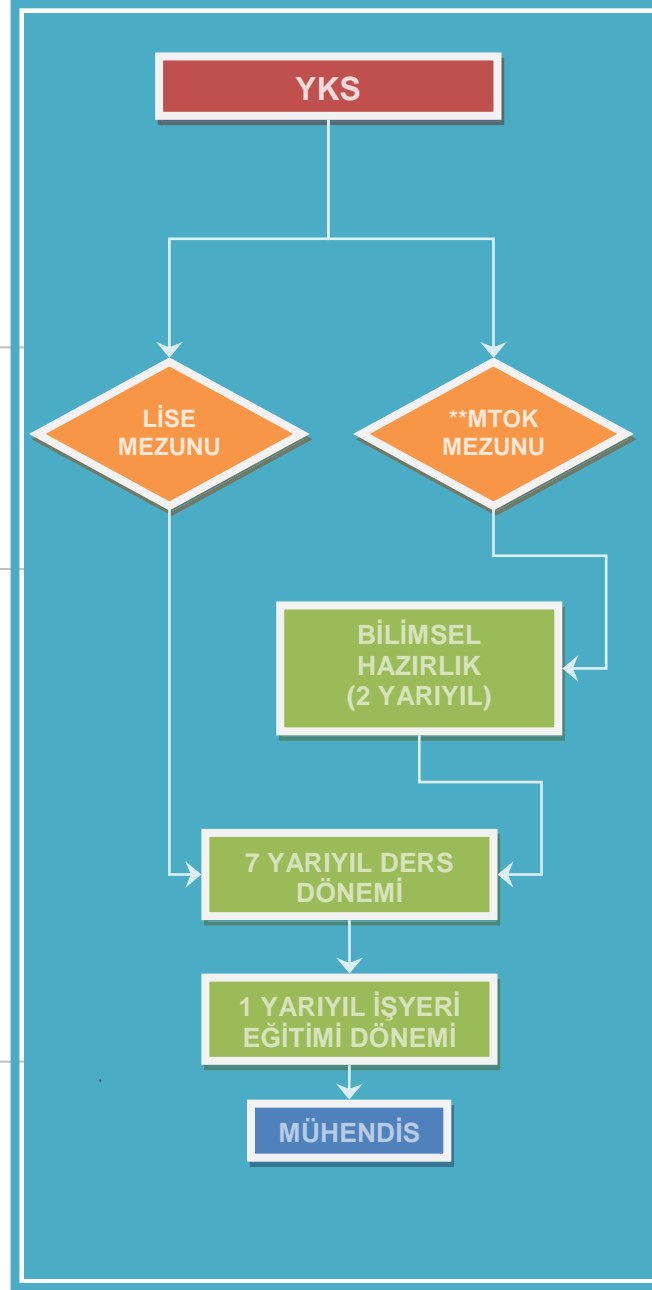 YKS
LİSE
MEZUNU
**MTOK
MEZUNU
BİLİMSEL
HAZIRLIK
(2 YARIYIL)
7 YARIYIL DERS
DÖNEMİ
1 YARIYIL İŞYERİ
EĞİTİMİ DÖNEMİ
MÜHENDİS